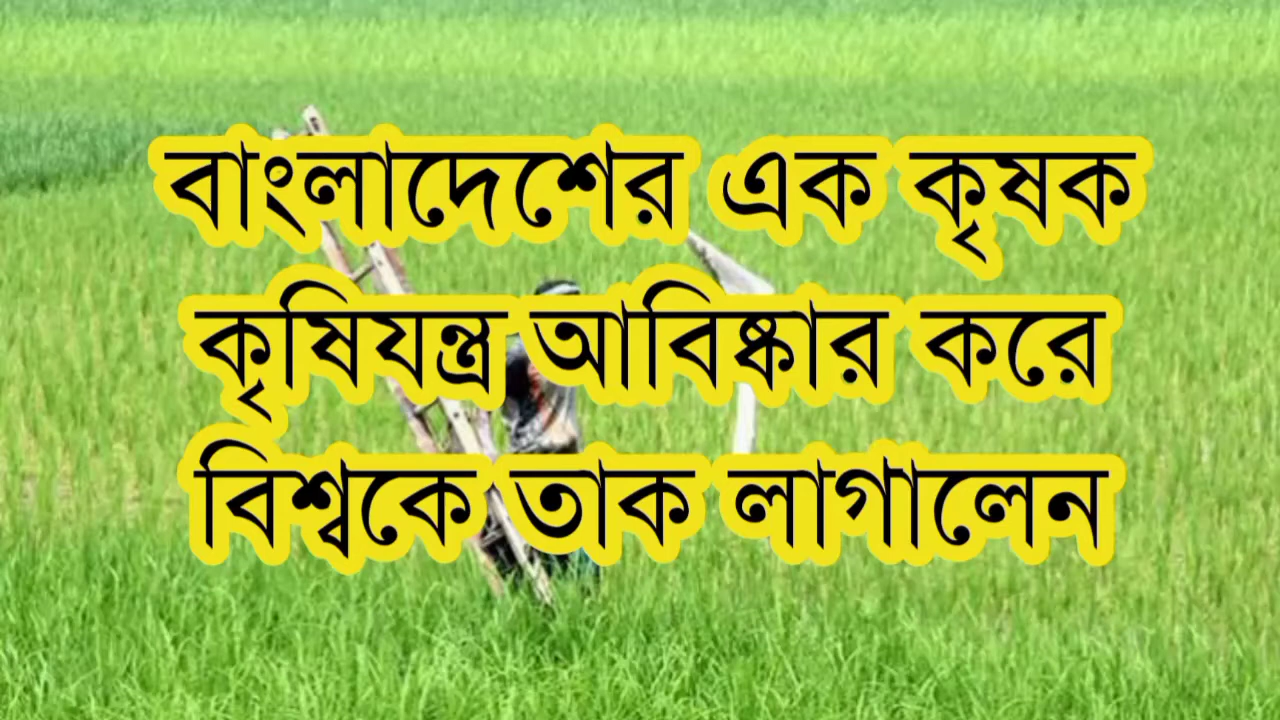 বাংলাদেশের এক কৃষক
কৃষিযন্ত্র আবিষ্কার করে
বিশ্বকে তাক লাগালেন